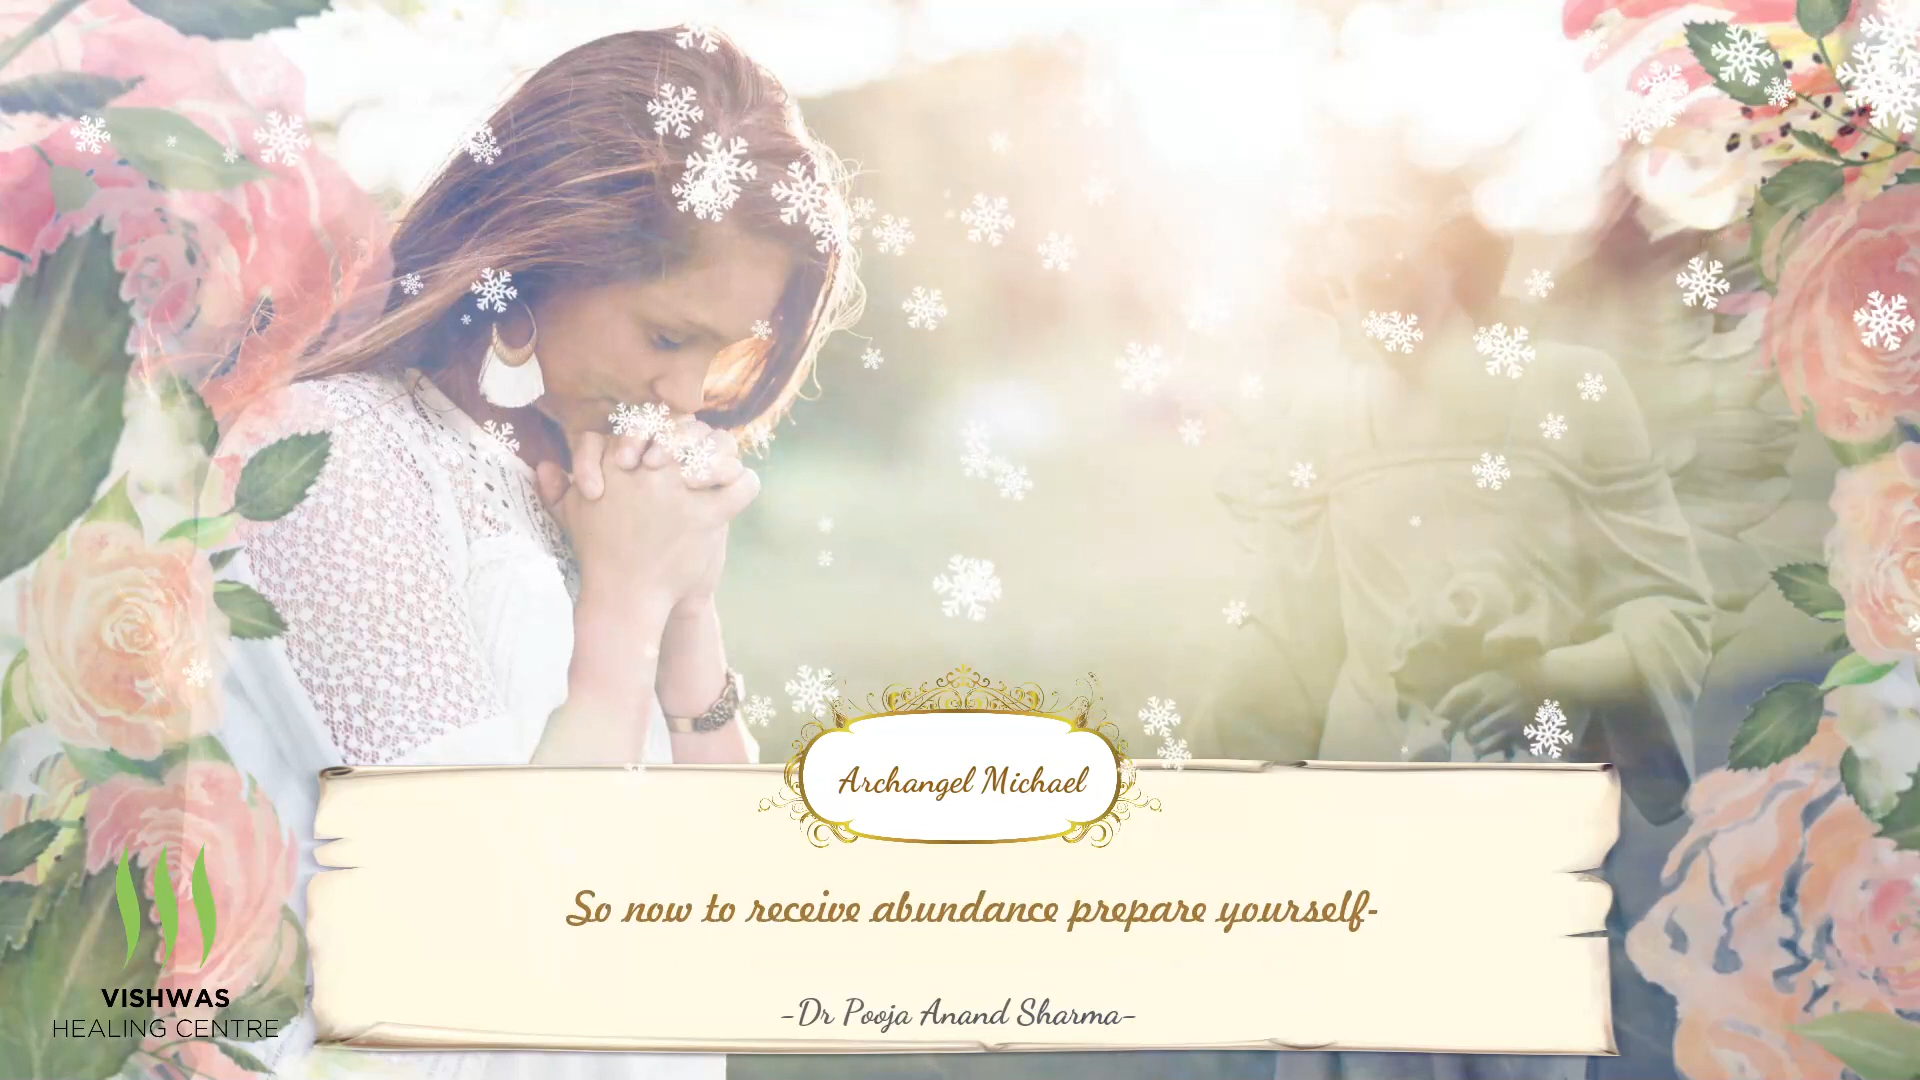 Archangel Michael
So now to receive abundance prepare yourself-
-Dr Pooja Anand Sharma-
VISHWAS
HEALING CENTRE